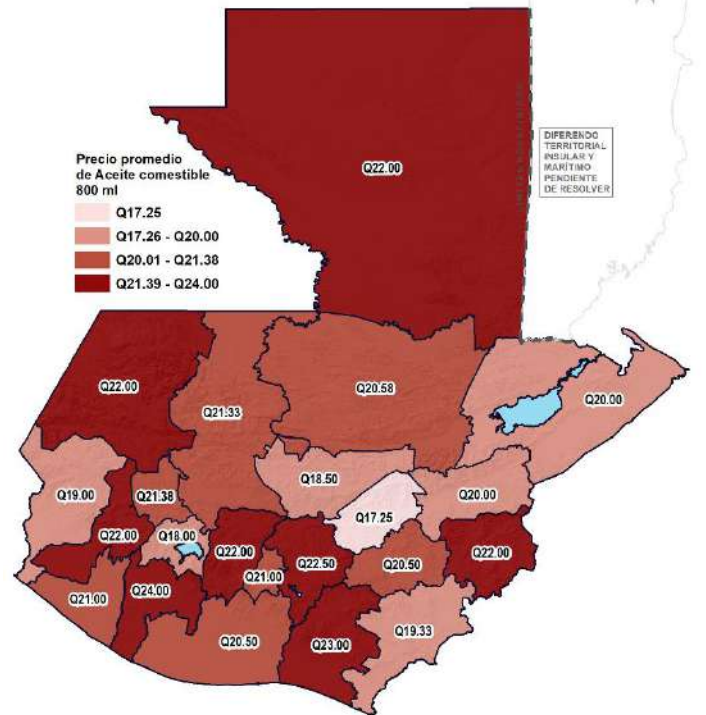 DIFERENDO
TERRITORIAL
INSULAR Y
MARÍTIMO
PENDIENTE
DE RESOLVER
Precio promedio
de Aceite comestible
800 ml
Q17.25
Q17.26 - Q20.00
Q20.01 - Q21.38
Q21.39 - Q24.00
Q22.00
Q22.00
Q21.33
Q20.58
Q20.00
Q19.00
Q21.38
Q18.50
Q20.00
Q22.00
Q18.00
Q22.00
Q22.50
Q17.25
Q20.50
Q22.00
Q21.00
Q24.00
Q21.00
Q20.50
Q23.00
Q19.33